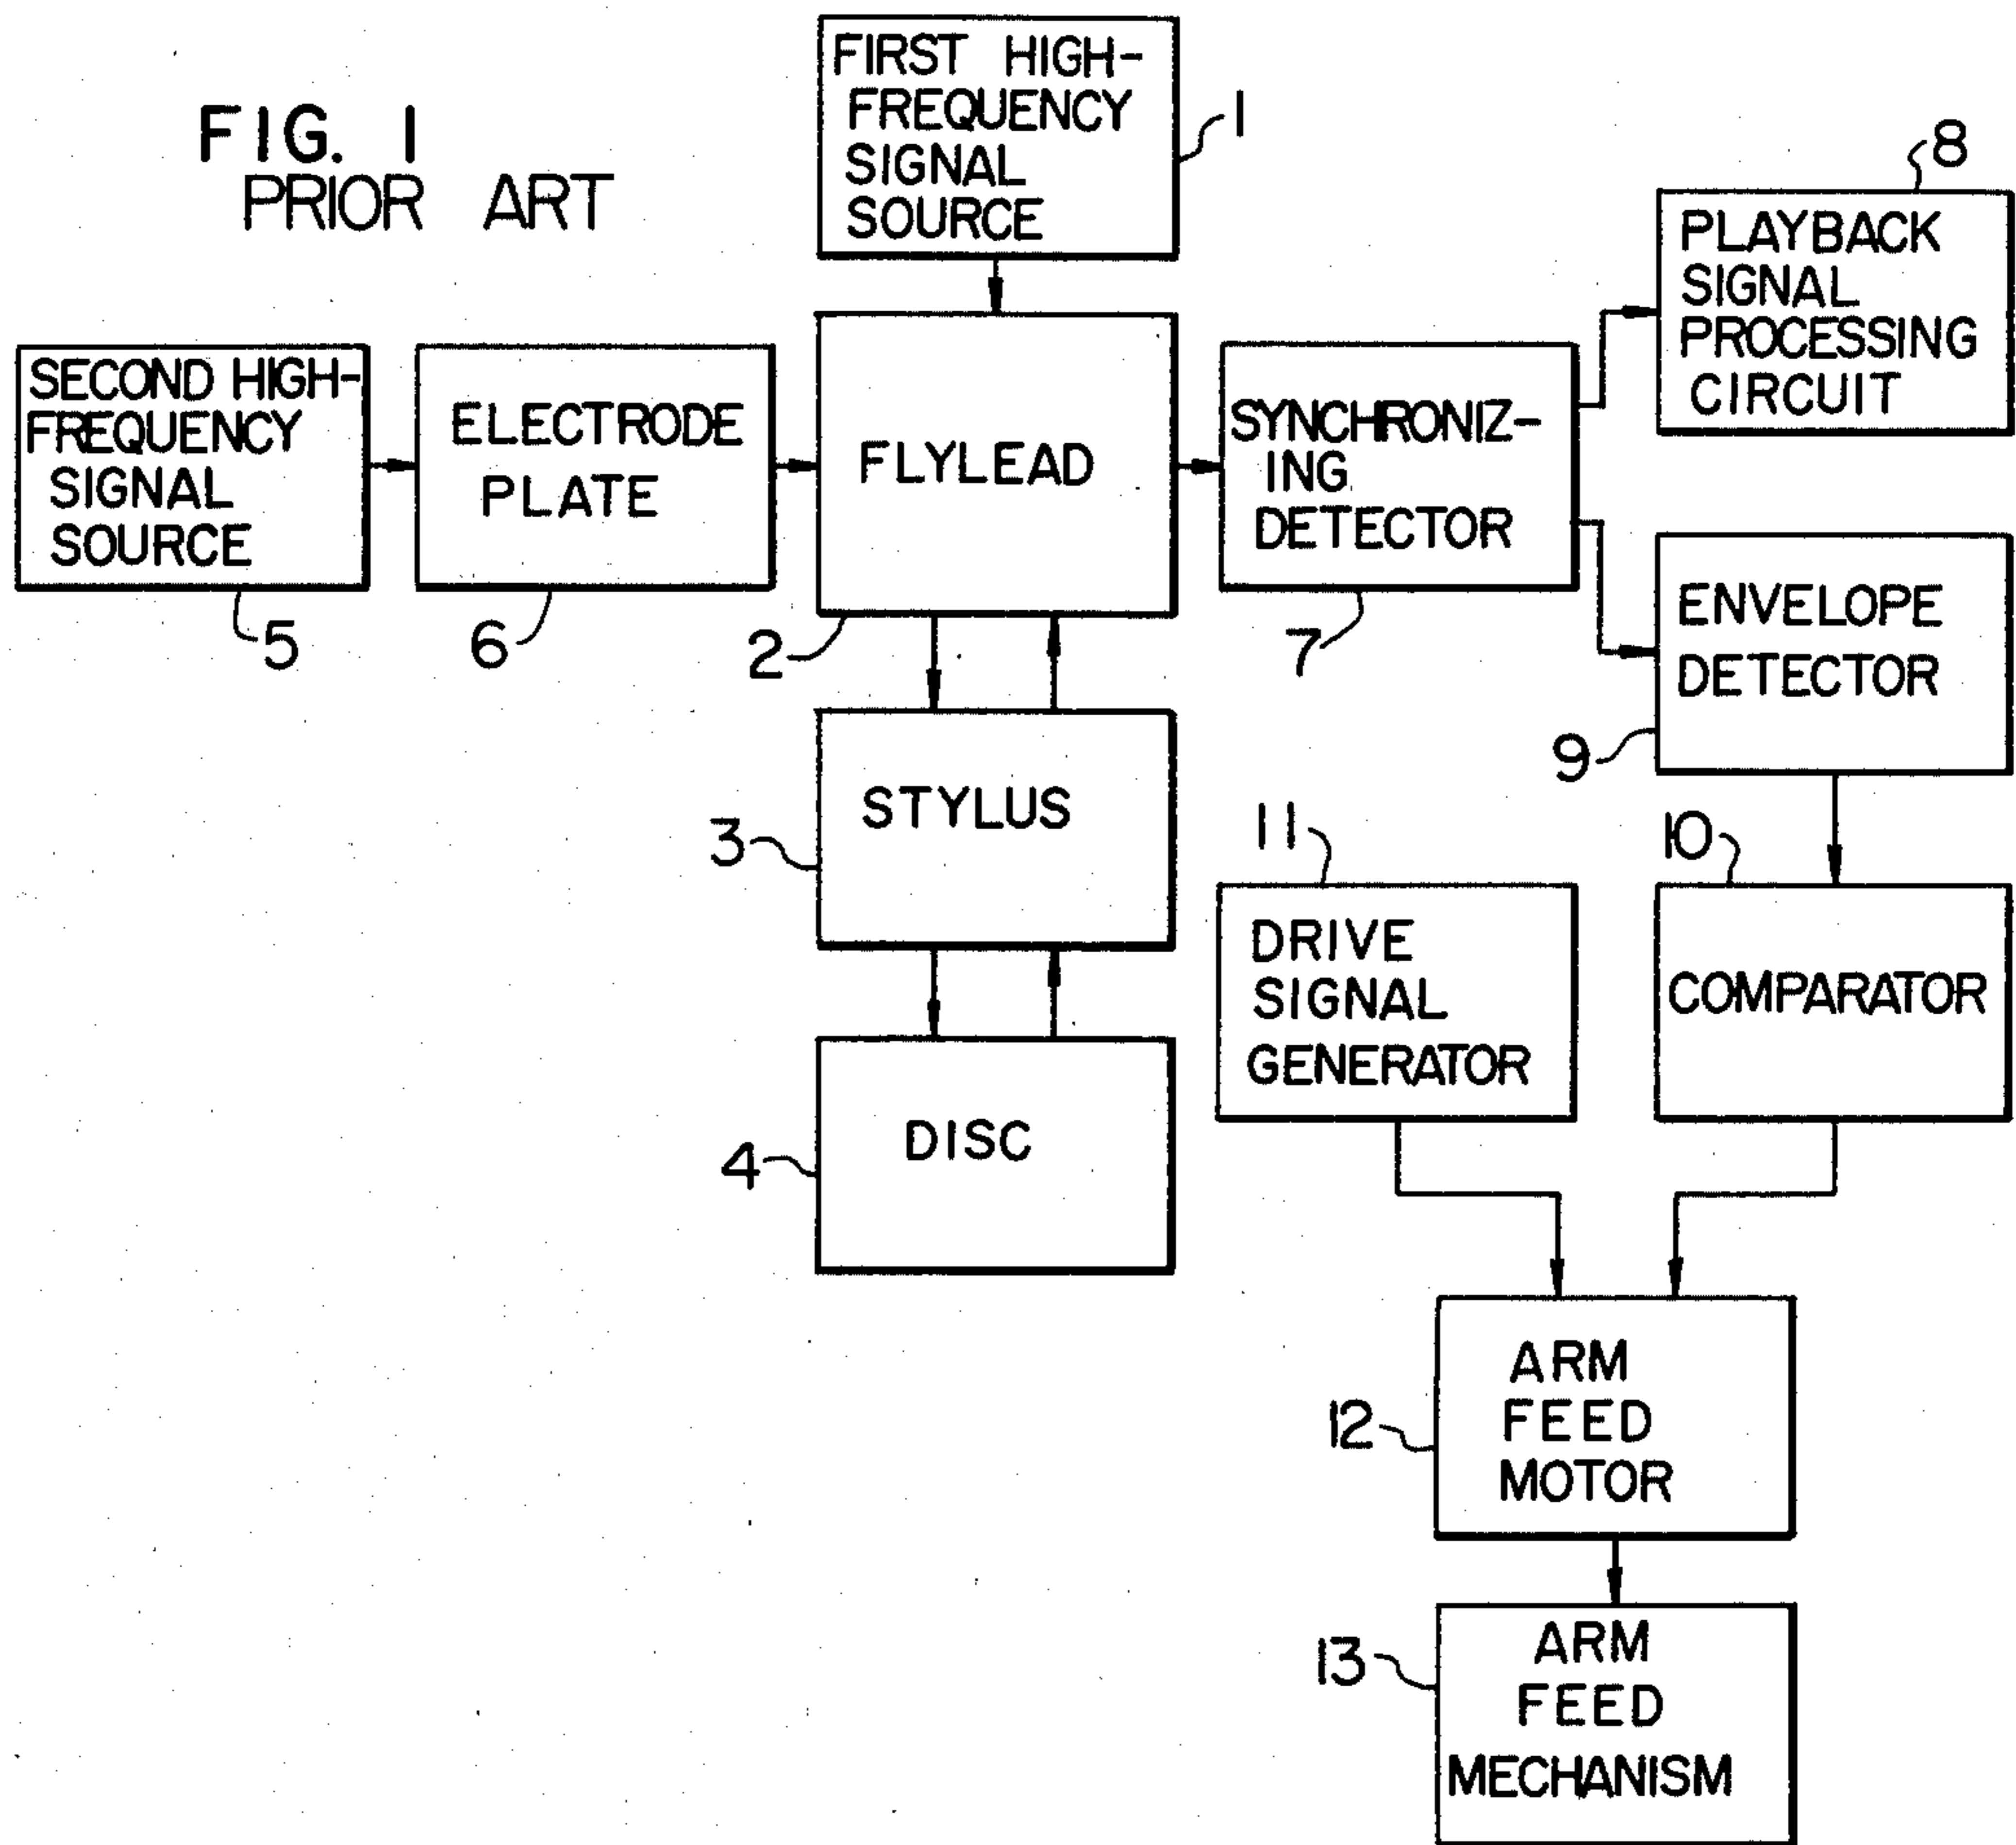 FIG. 1
PRIOR ART
FIRST HIGH-
FREQUENCY
SIGNAL
SOURCE
1
SECOND HIGH-
FREQUENCY
SIGNAL
SOURCE
5
ELECTRODE
PLATE
6
FLYLEAD
2
SYNCHRONIZ-
ING
DETECTOR
7
PLAYBACK
SIGNAL
PROCESSING
CIRCUIT
8
ENVELOPE
DETECTOR
9
STYLUS
3
DISC
4
DRIVE
SIGNAL
GENERATOR
11
COMPARATOR
10
ARM
FEED
MOTOR
12
ARM
FEED
MECHANISM
13